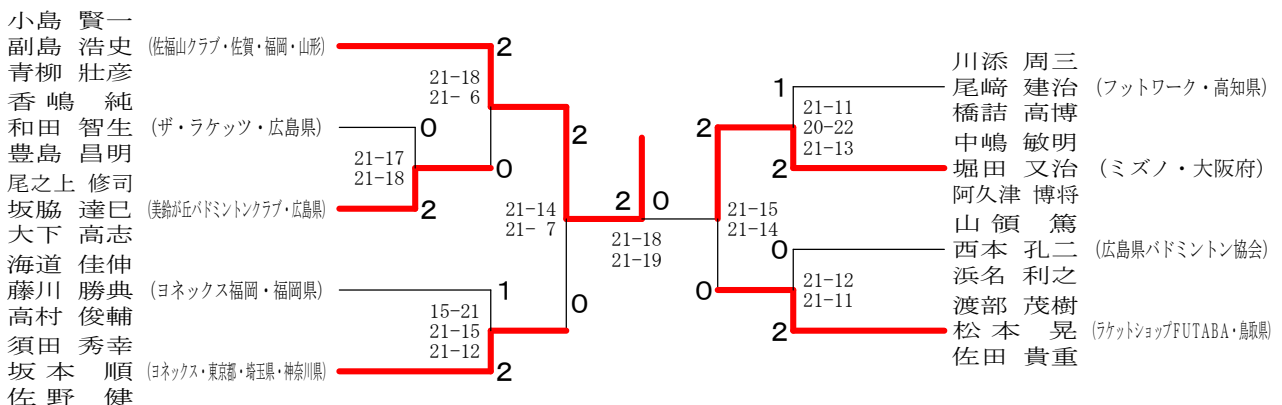 小島 賢一
副島 浩史 (佐福山クラブ・佐賀・福岡・山形)
青柳 壯彦
香嶋 純
和田 智生 (ザ・ラケッツ・広島県)
豊島 昌明
尾之上 修司
坂脇 達巳 (美鈴が丘バドミントンクラブ・広島県)
大下 高志
海道 佳伸
藤川 勝典 (ヨネックス福岡・福岡県)
高村 俊輔
須田 秀幸
坂本 順 (ヨネックス・東京都・埼玉県・神奈川県)
佐野 健
2
21-18
21- 6
0
21-17
21-18
0
2
2
21-14
21- 7
1
15-21
21-15
21-12
0
2
2 0
21-18
21-19
1
21-11
20-22
21-13
2
2
21-15
21-14
0
21-12
21-11
0
2
川添 周三
尾﨑 建治 (フットワーク・高知県)
橋詰 高博
中嶋 敏明
堀田 又治 (ミズノ・大阪府)
阿久津 博将
山領 篤
西本 孔二 (広島県バドミントン協会)
浜名 利之
渡部 茂樹
松本 晃 (ラケットショップFUTABA・鳥取県)
佐田 貴重